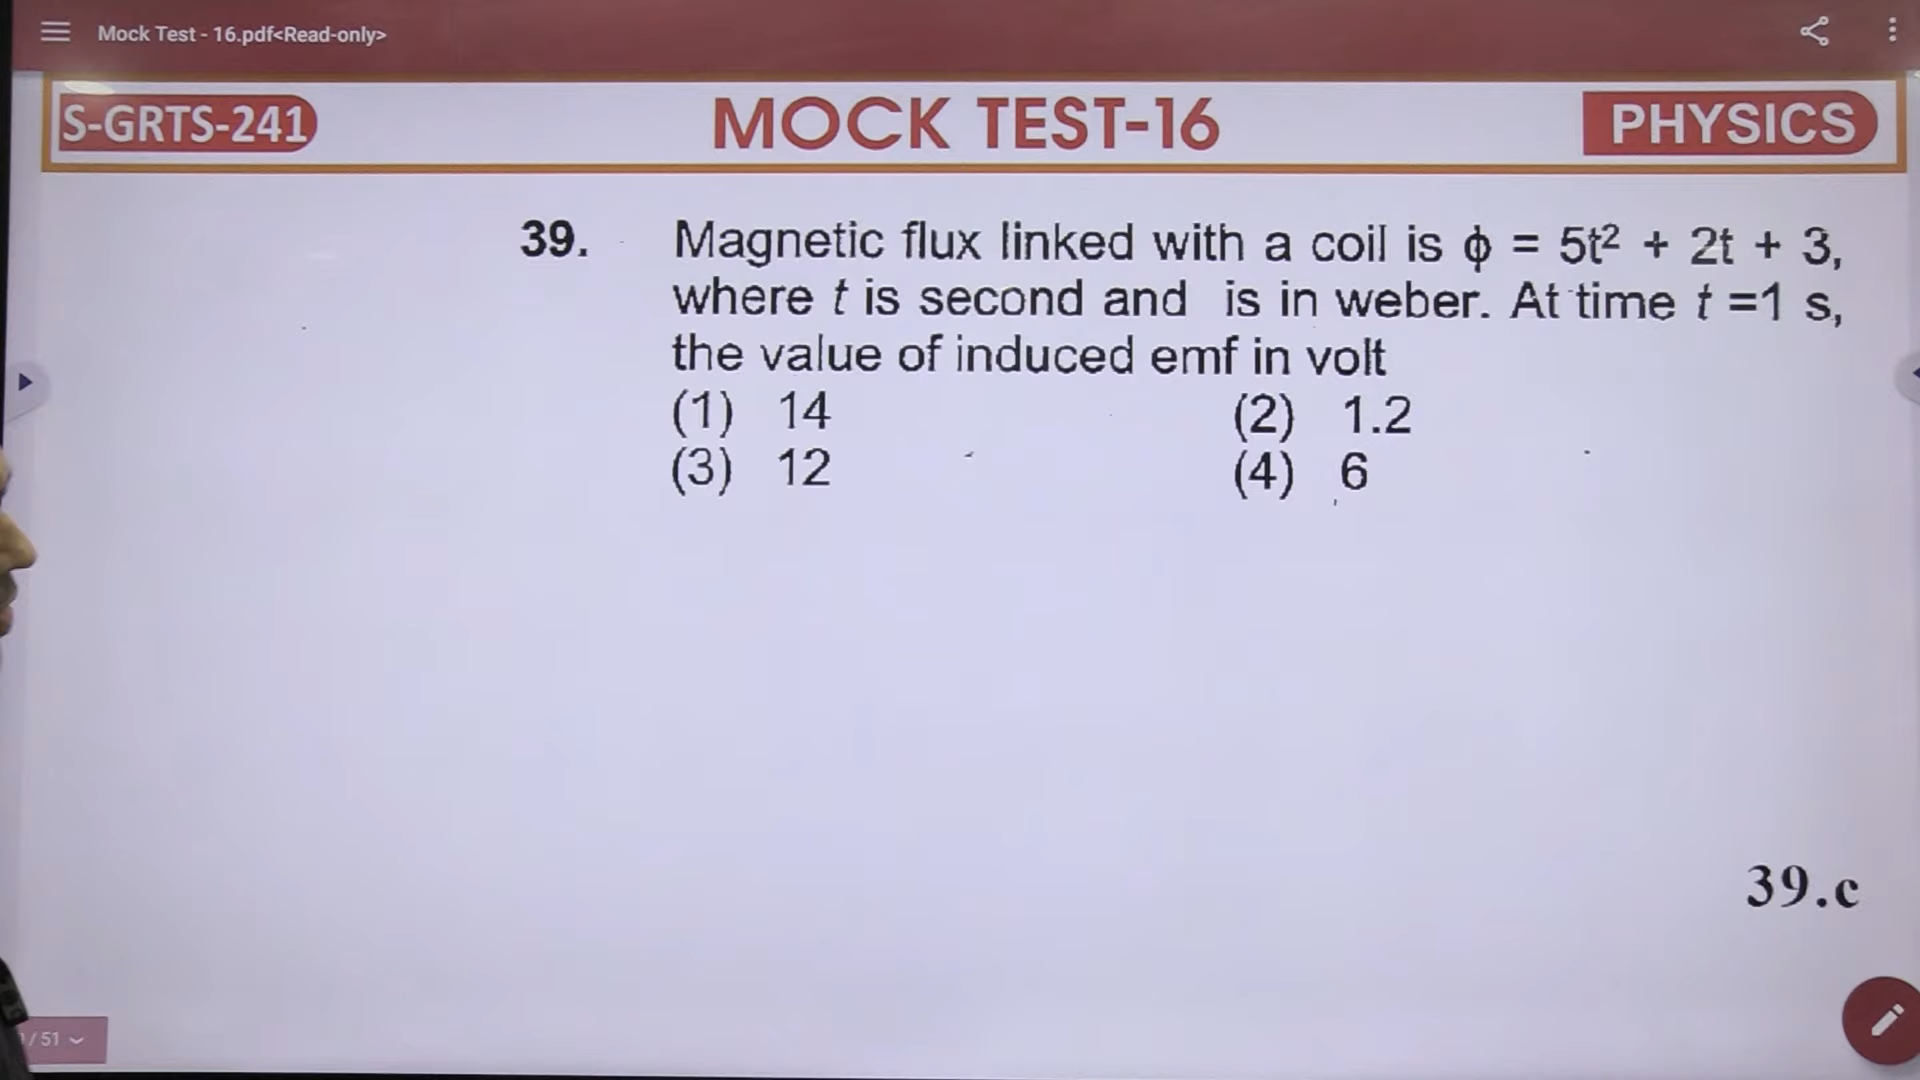 Mock Test - 16.pdf<Read-only>
S-GRTS-241 MOCK TEST-16 PHYSICS
39. Magnetic flux linked with a coil is ϕ = 5t² + 2t + 3,
where t is second and is in weber. At time t =1 s,
the value of induced emf in volt
(1) 14 (2) 1.2
(3) 12 (4) 6
39.c
/ 51